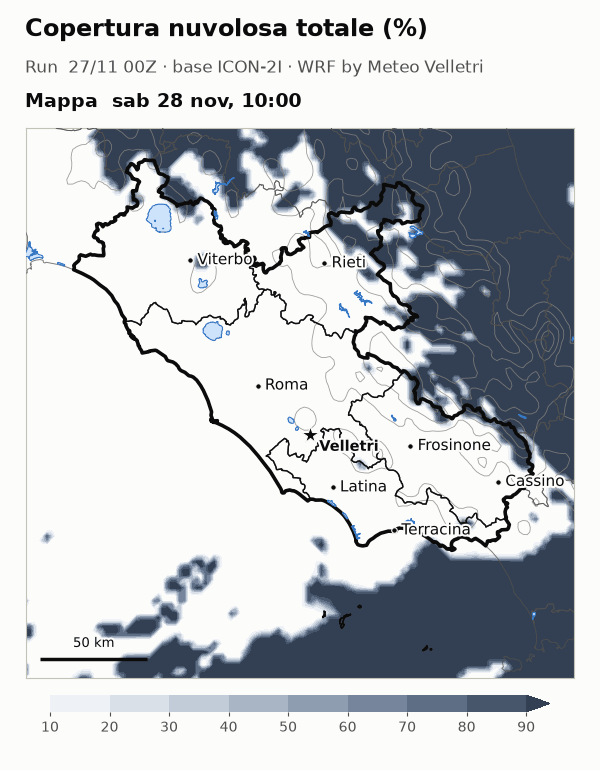 Copertura nuvolosa totale (%)
Run  27/11 00Z · base ICON-2I · WRF by Meteo Velletri
Mappa  sab 28 nov, 10:00
Viterbo
Rieti
Roma
Velletri
Frosinone
Cassino
Latina
Terracina
50 km
10 20 30 40 50 60 70 80 90